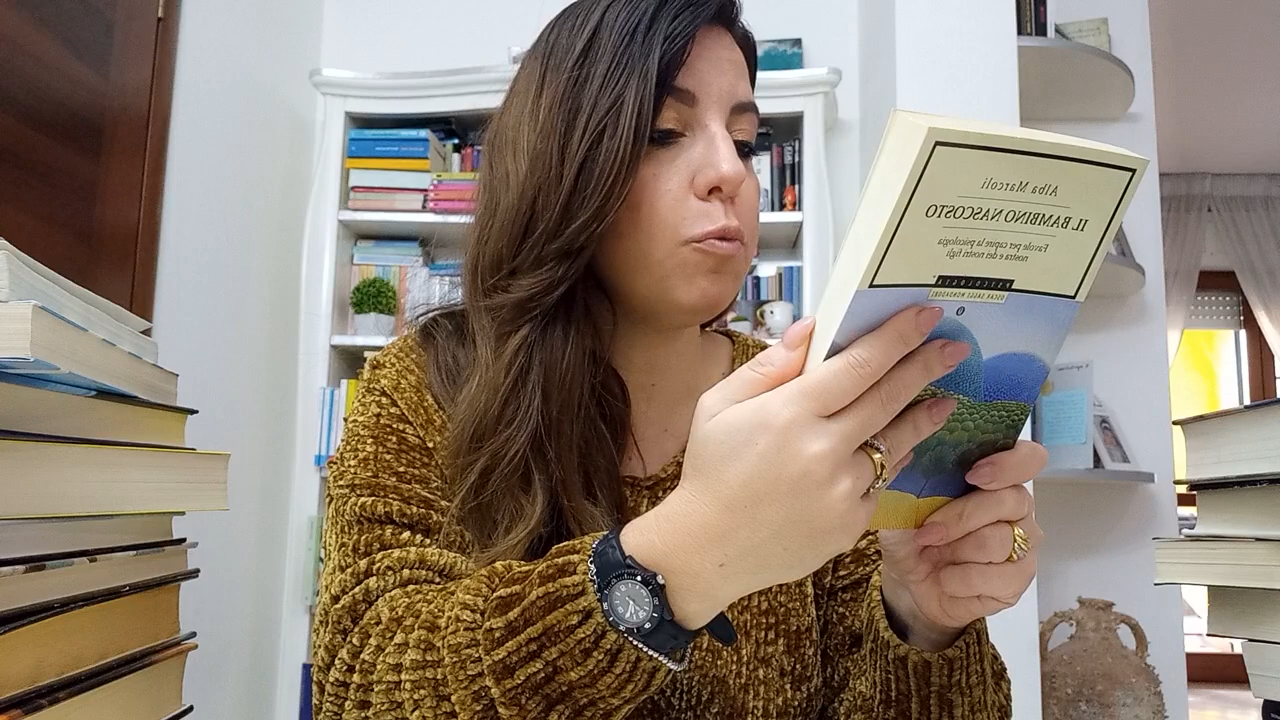 Alba Marcoli
IL BAMBINO NASCOSTO
Favole per capire la psicologia
nostra e dei nostri figli
PSICOLOGIA
OSCAR SAGGI MONDADORI